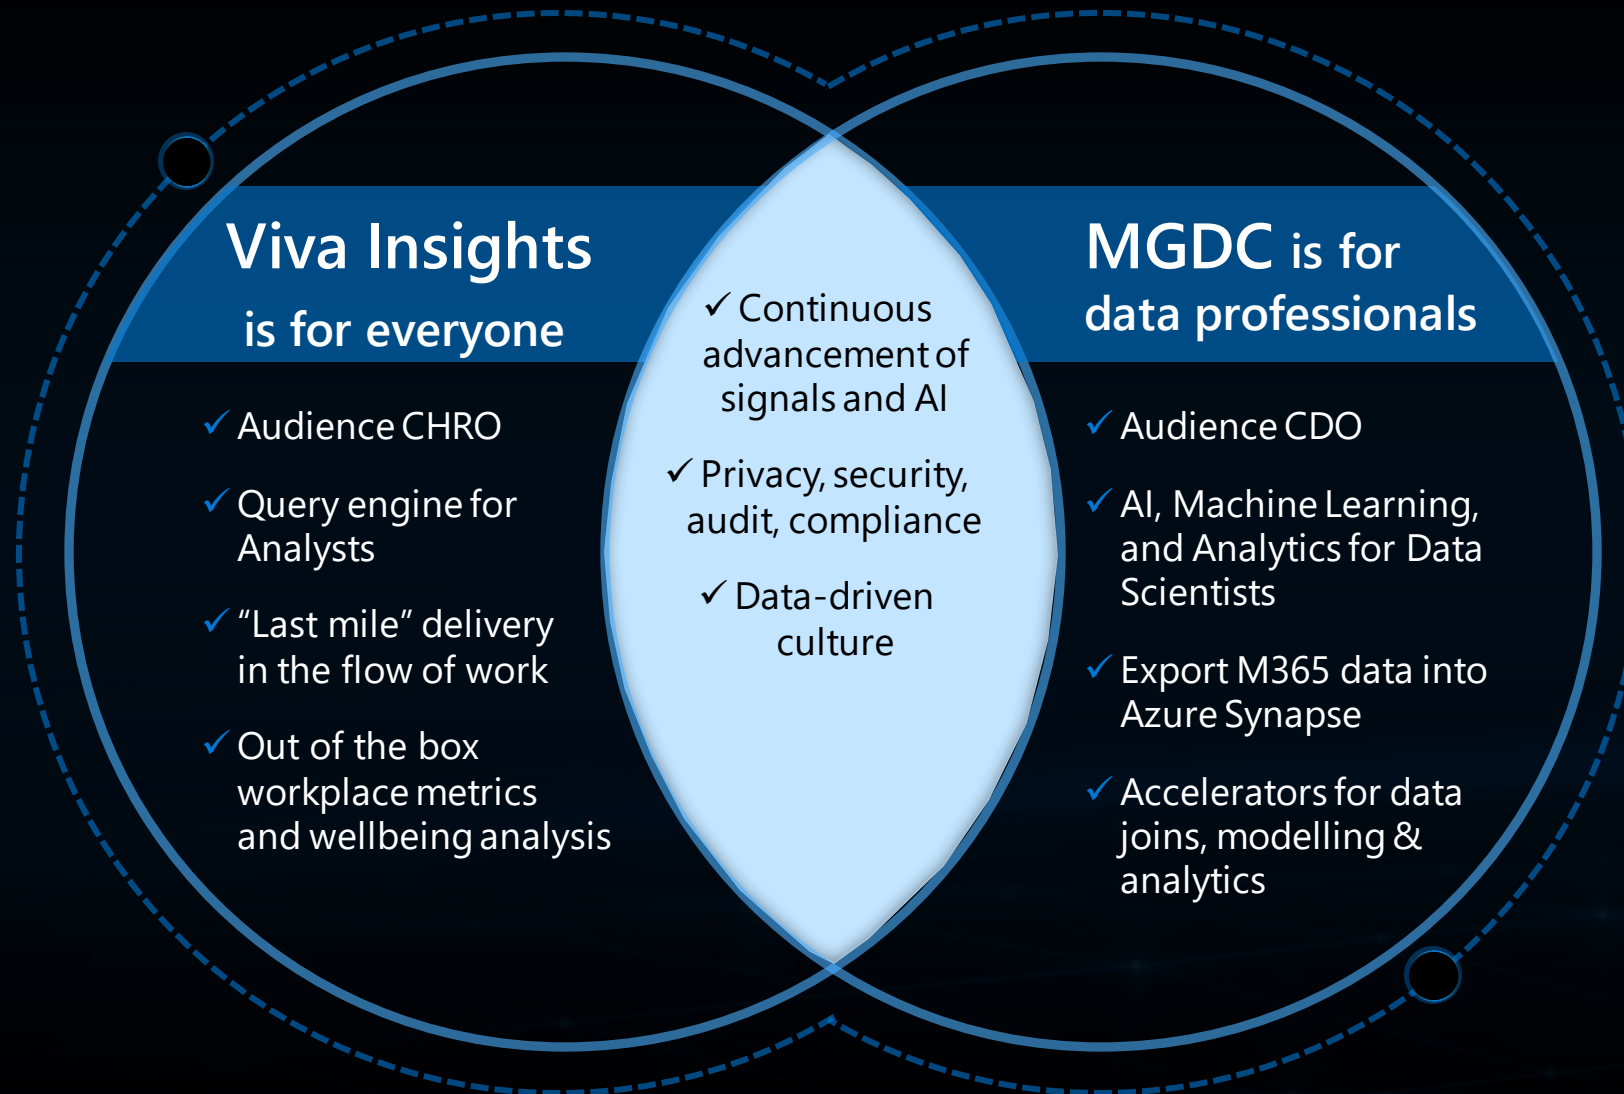 Viva Insights
is for everyone
✓ Audience CHRO
✓ Query engine for
Analysts
✓ “Last mile” delivery
in the flow of work
✓ Out of the box
workplace metrics
and wellbeing analysis
✓ Continuous
advancement of
signals and AI
✓ Privacy, security,
audit, compliance
✓ Data-driven
culture
MGDC is for
data professionals
✓ Audience CDO
✓ AI, Machine Learning,
and Analytics for Data
Scientists
✓ Export M365 data into
Azure Synapse
✓ Accelerators for data
joins, modelling &
analytics